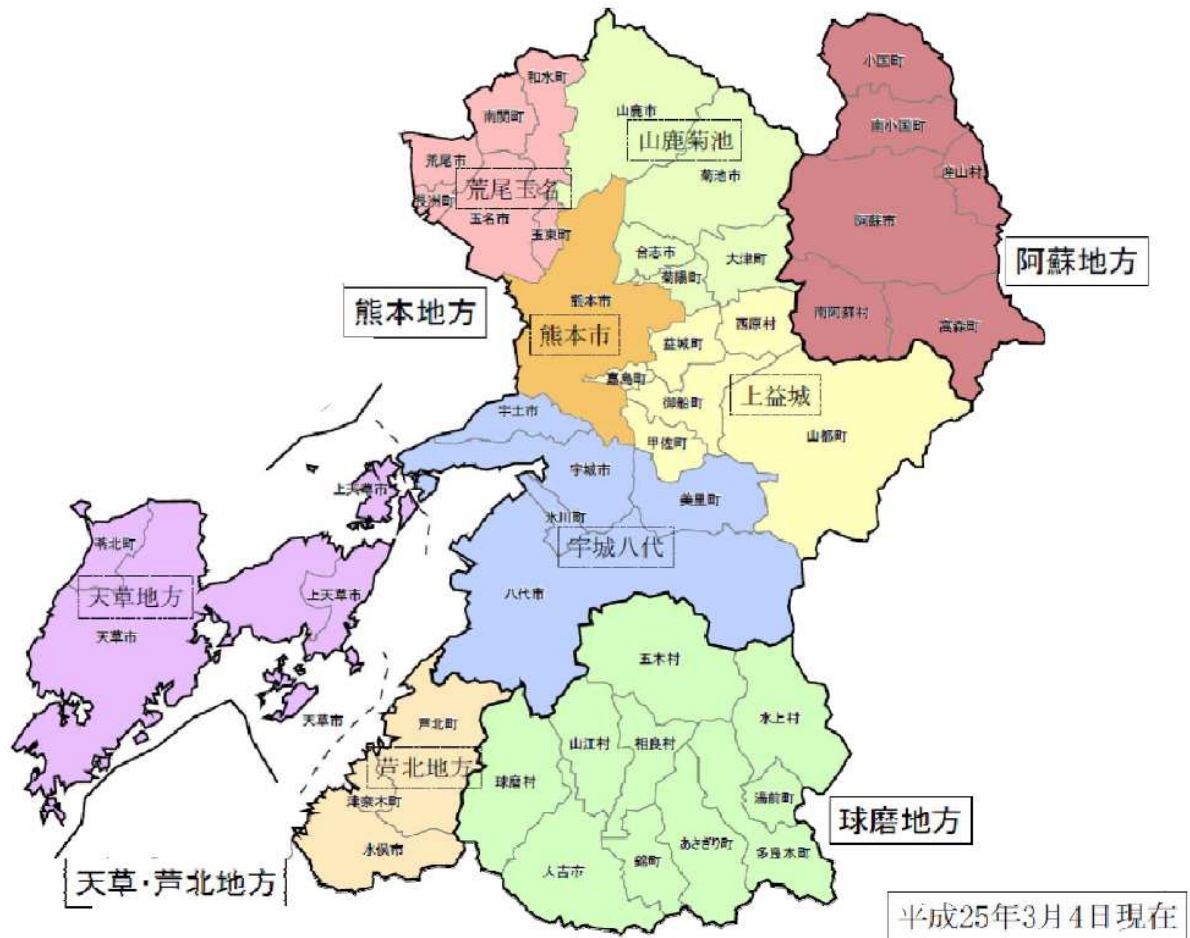 小国町
和水町
南小国町
山鹿市
南関町
山鹿菊池
荒尾市
産山村
菊池市
荒尾玉名
長洲町
玉名市
阿蘇市
玉東町
合志市
大津町
阿蘇地方
菊陽町
熊本市
熊本地方
南阿蘇村
西原村
高森町
熊本市
益城町
嘉島町
上益城
御船町
宇土市
山都町
甲佐町
宇城市
上天草市
美里町
氷川町
苓北町
宇城八代
天草地方
上天草市
八代市
天草市
五木村
水上村
天草市
芦北町
山江村
相良村
芦北地方
球磨村
湯前町
津奈木町
球磨地方
あさぎり町
水俣市
多良木町
錦町
人吉市
天草・芦北地方
平成25年3月4日現在